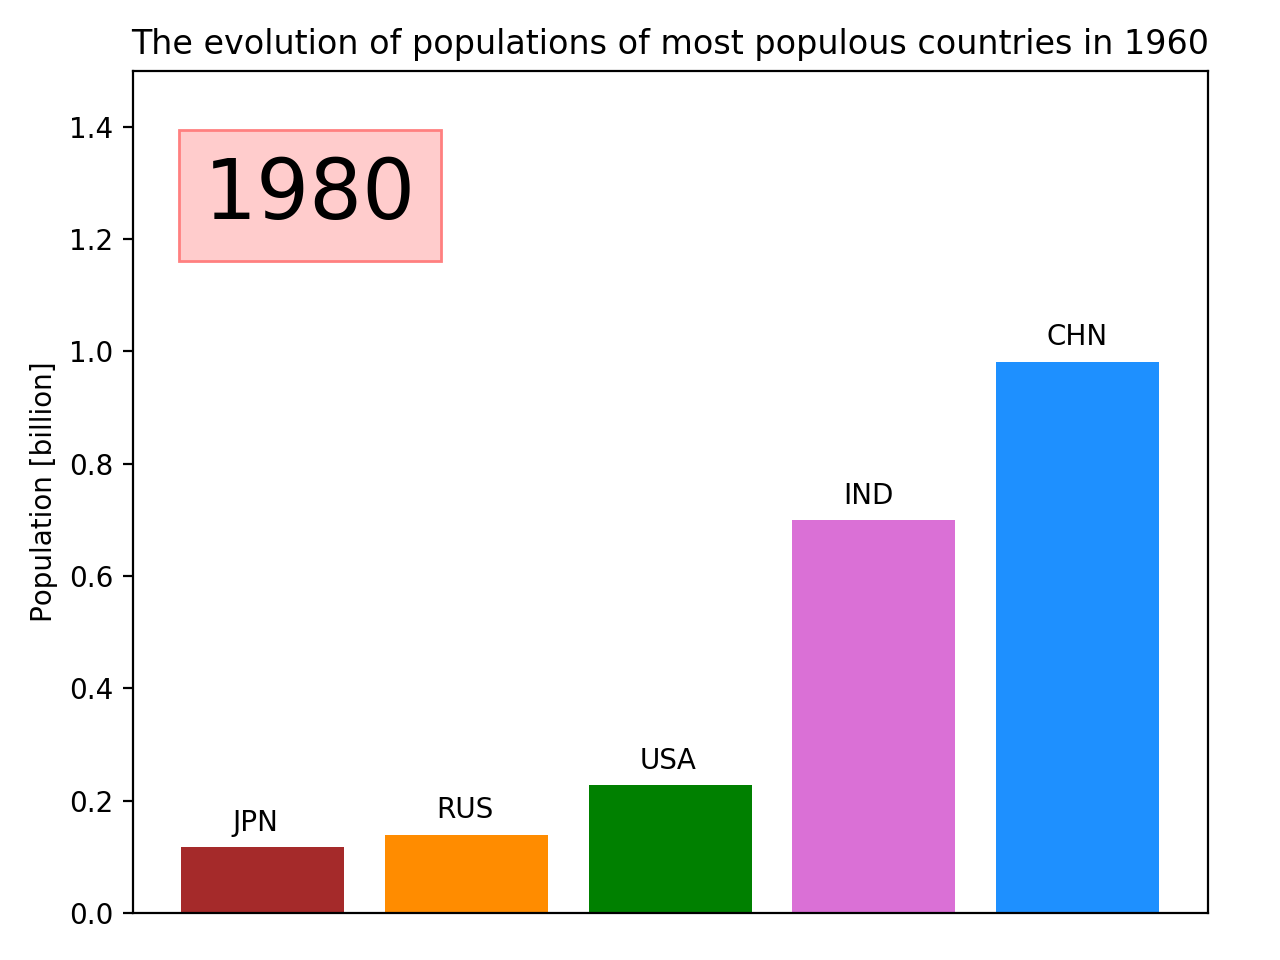 The evolution of populations of most populous countries in 1960
1980
Population [billion]
1.4
1.2
1.0
0.8
0.6
0.4
0.2
0.0
JPN
RUS
USA
IND
CHN